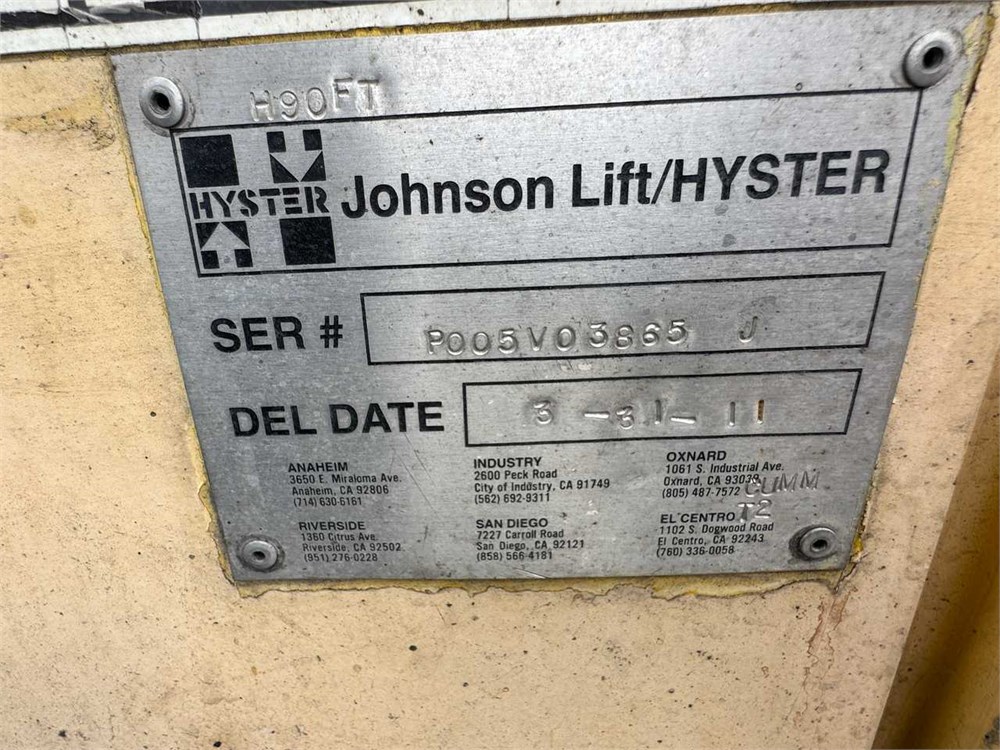 H90FT
HYSTER
Johnson Lift/HYSTER
SER # P005V03865 J
DEL DATE 3-31-11
ANAHEIM
3650 E. Miraloma Ave.
Anaheim, CA 92806
(714) 630-6161
INDUSTRY
2600 Peck Road
City of Industry, CA 91749
(562) 692-9311
OXNARD
1061 S. Industrial Ave.
Oxnard, CA 93030
(805) 487-7572
CUMM
T2
RIVERSIDE
1360 Citrus Ave.
Riverside, CA 92502
(951) 276-0228
SAN DIEGO
7227 Carroll Road
San Diego, CA 92121
(858) 566-4181
EL CENTRO
1102 S. Dogwood Road
El Centro, CA 92243
(760) 336-0058